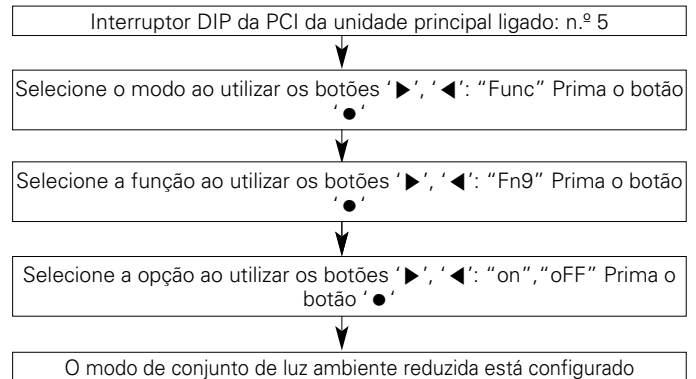 Interruptor DIP da PCI da unidade principal ligado: n.º 5
Selecione o modo ao utilizar os botões ‘▶’, ‘◀’: “Func” Prima o botão
‘ ● ‘
Selecione a função ao utilizar os botões ‘▶’, ‘◀’: “Fn9” Prima o botão
‘ ● ‘
Selecione a opção ao utilizar os botões ‘▶’, ‘◀’: “on”,“oFF” Prima o
botão ‘ ● ‘
O modo de conjunto de luz ambiente reduzida está configurado